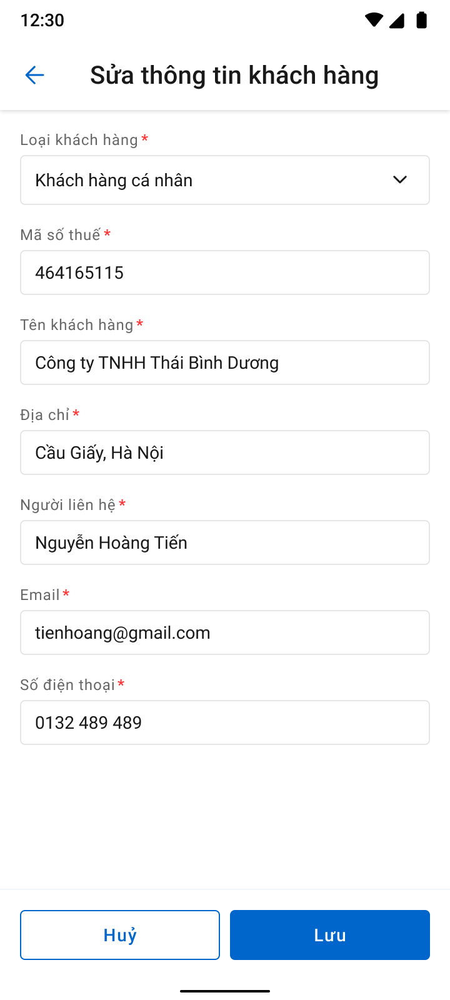 12:30
Sửa thông tin khách hàng
Loại khách hàng *
Khách hàng cá nhân
Mã số thuế *
464165115
Tên khách hàng *
Công ty TNHH Thái Bình Dương
Địa chỉ *
Cầu Giấy, Hà Nội
Người liên hệ *
Nguyễn Hoàng Tiến
Email *
tienhoang@gmail.com
Số điện thoại *
0132 489 489
Huỷ Lưu